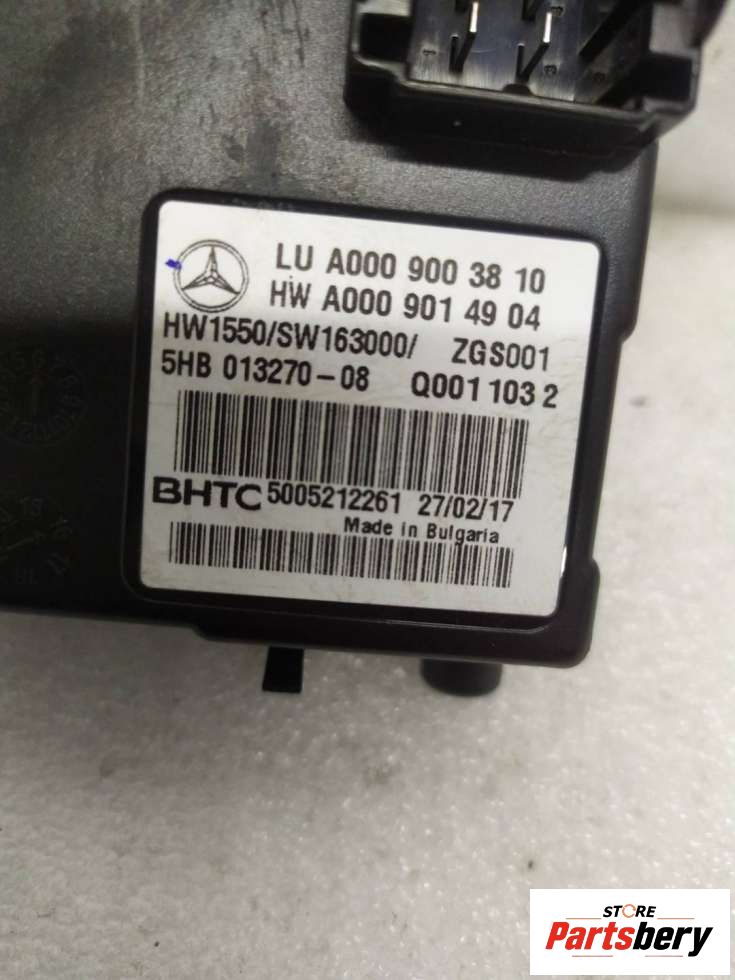 LU A000 900 38 10
HW A000 901 49 04
HW1550/SW163000/ ZGS001
5HB 013270-08 Q001 103 2
BHTC 5005212261 27/02/17
Made in Bulgaria
STORE
Partsbery